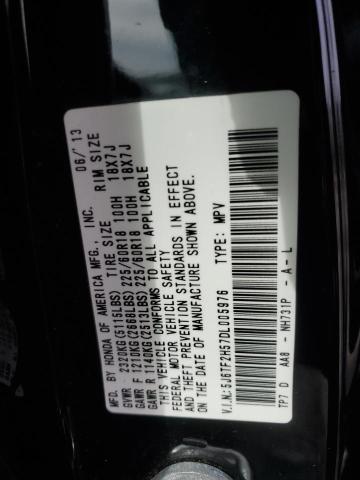 MFD. BY HONDA OF AMERICA MFG., INC. 06/'13
TIRE SIZE RIM SIZE
GVWR 2320KG(5115LBS)
GAWR F 1210KG(2668LBS) 225/60R18 100H 18X7J
GAWR R 1140KG(2513LBS) 225/60R18 100H 18X7J
THIS VEHICLE CONFORMS TO ALL APPLICABLE
FEDERAL MOTOR VEHICLE SAFETY AND
THEFT PREVENTION STANDARDS IN EFFECT
ON THE DATE OF MANUFACTURE SHOWN ABOVE.
V.I.N.:5J6TF2H57DL005976 TYPE: MPV
TP7 D AA8 - NH731P - A - L